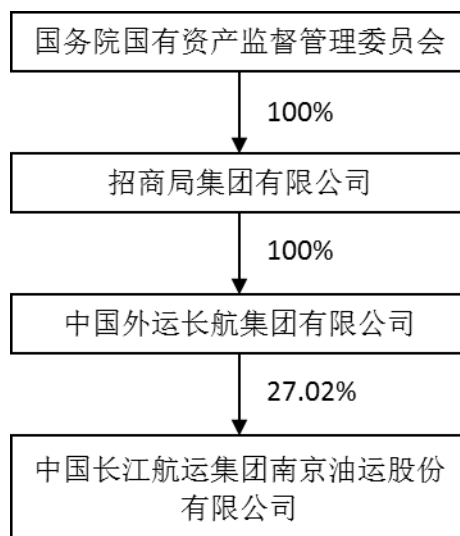 国务院国有资产监督管理委员会
100%
招商局集团有限公司
100%
中国外运长航集团有限公司
27.02%
中国长江航运集团南京油运股份
有限公司